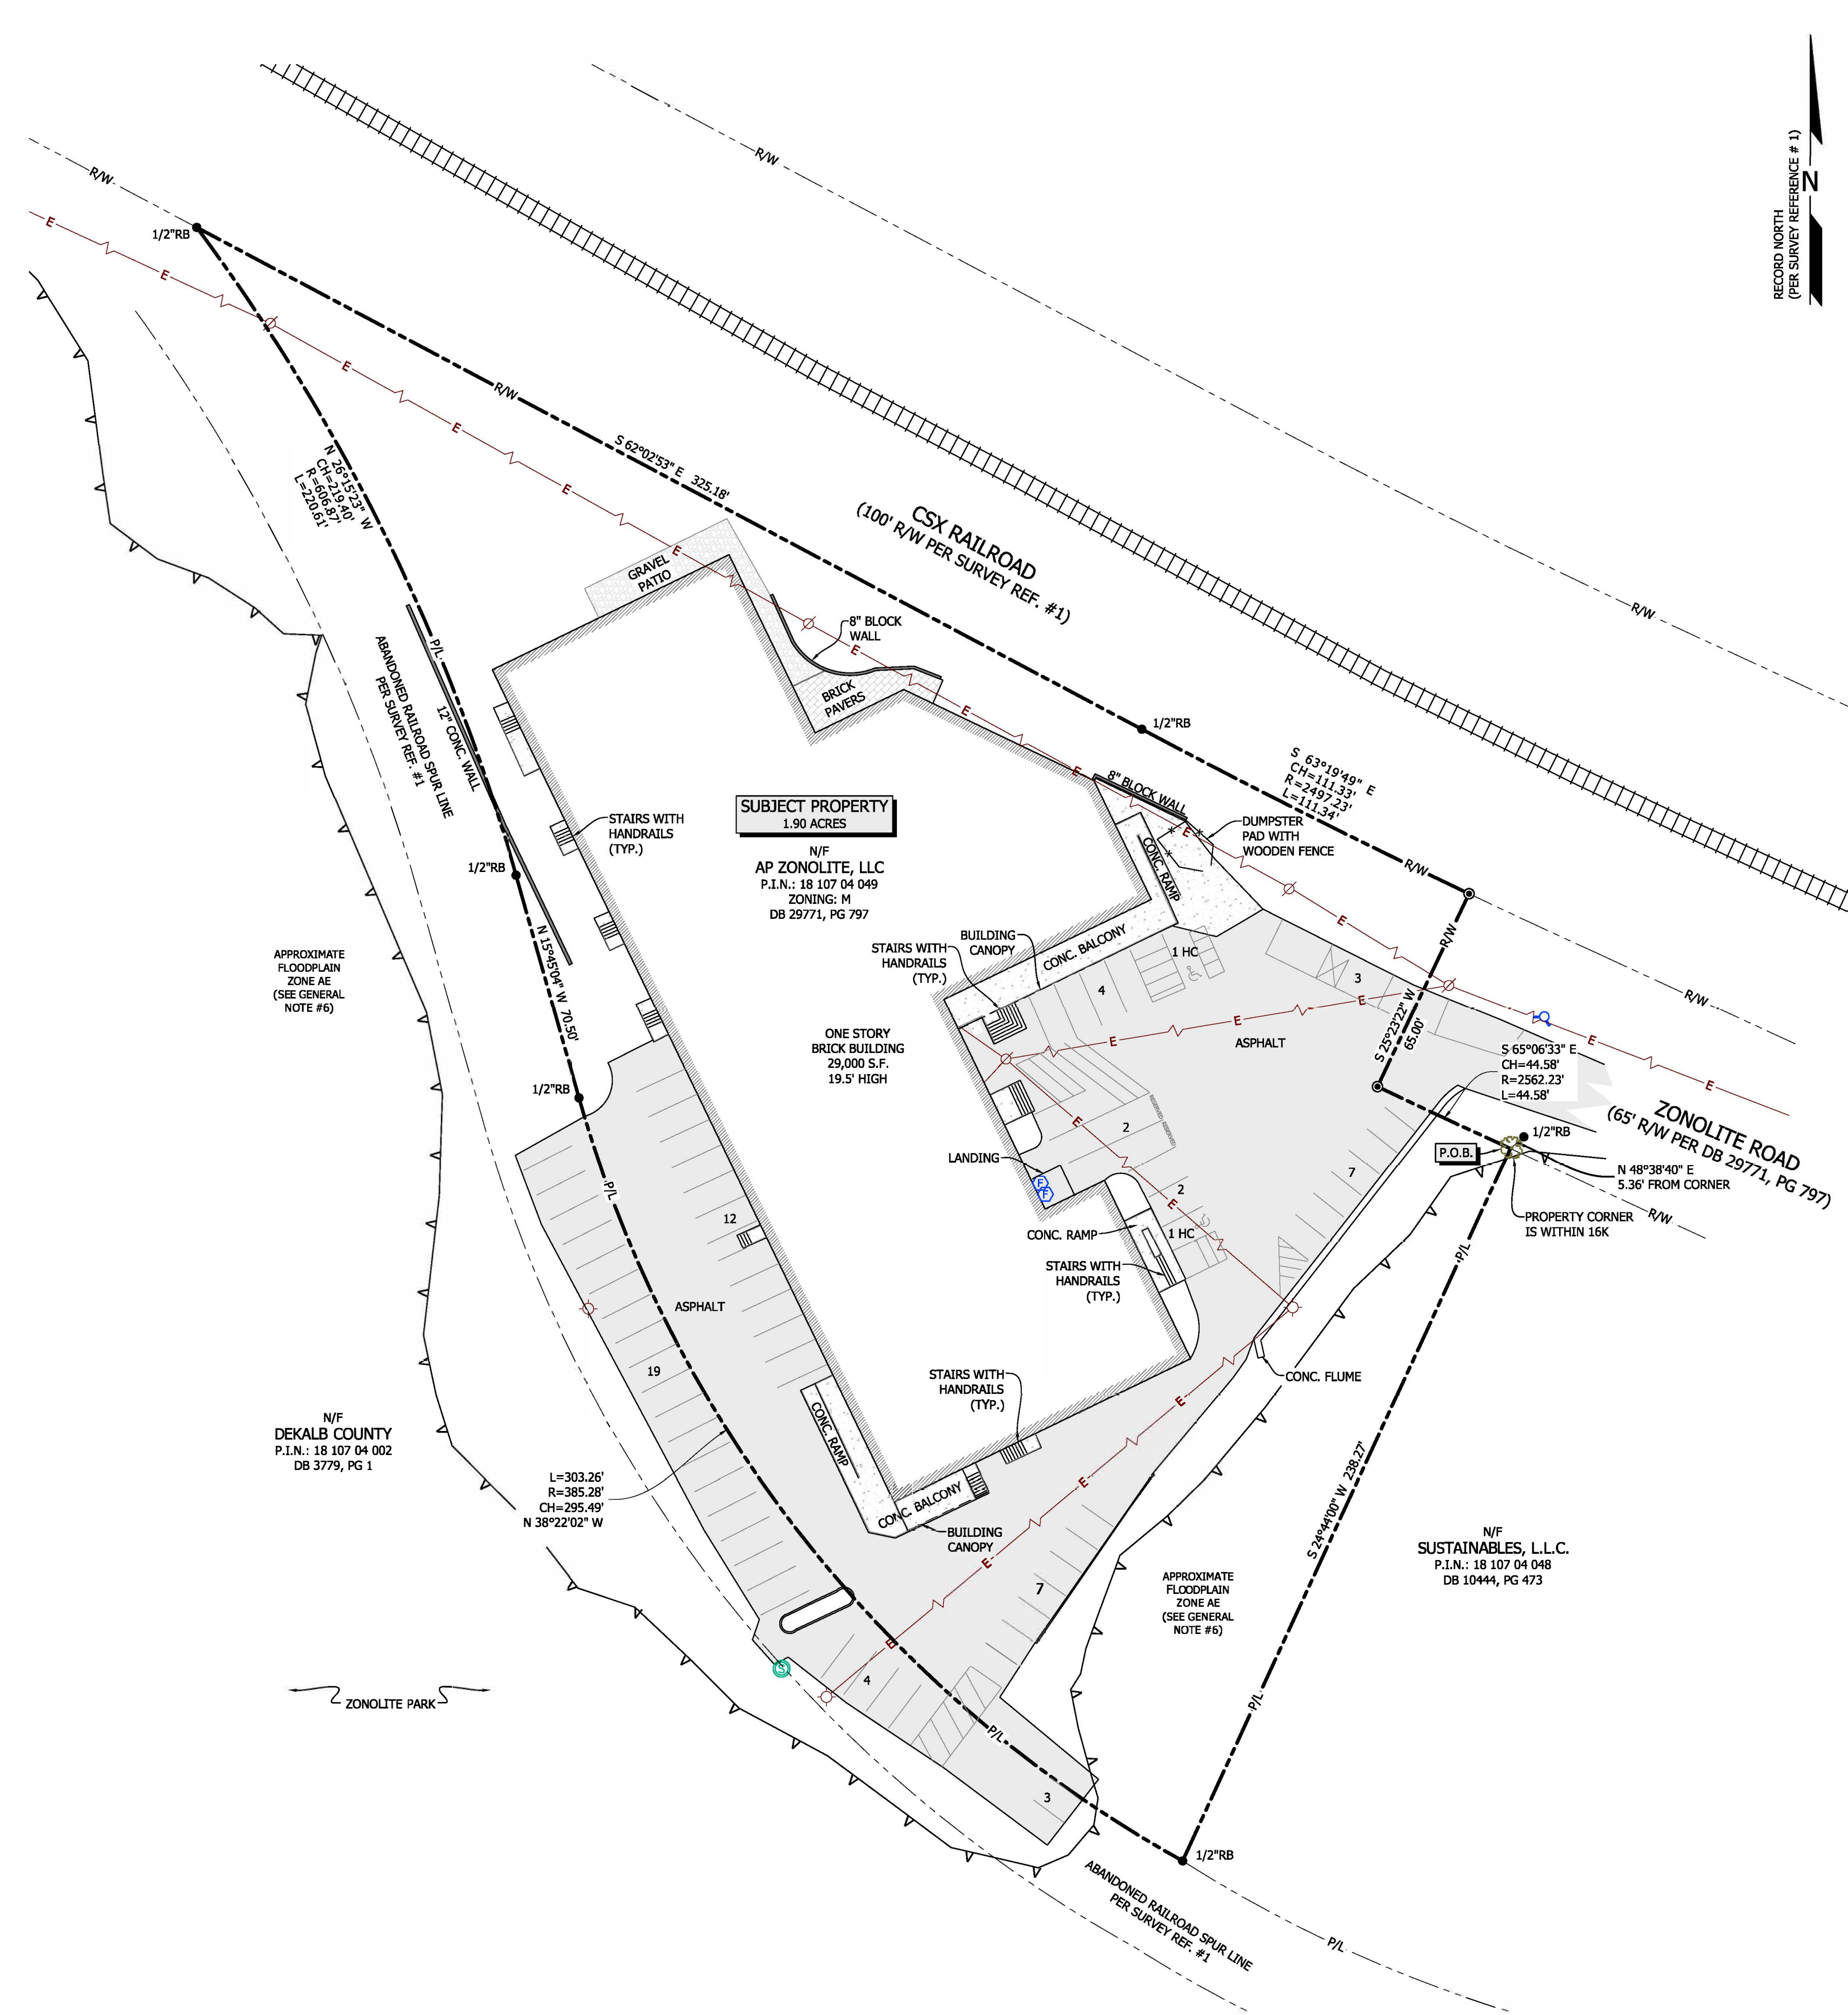 R/W
R/W
N
RECORD NORTH
(PER SURVEY REFERENCE # 1)
1/2"RB
E
E
E
E
E
E
R/W
S 62°02'53" E 325.18'
N 26°15'23" W
CH=219.40'
R=606.87'
L=220.61'
CSX RAILROAD
(100' R/W PER SURVEY REF. #1)
R/W
GRAVEL
PATIO
8" BLOCK
WALL
E
BRICK
PAVERS
E
P/L
12" CONC. WALL
ABANDONED RAILROAD SPUR LINE
PER SURVEY REF. #1
1/2"RB
S 63°19'49" E
CH=111.33'
R=2497.23'
L=111.34'
E
8" BLOCK WALL
SUBJECT PROPERTY
1.90 ACRES
N/F
AP ZONOLITE, LLC
P.I.N.: 18 107 04 049
ZONING: M
DB 29771, PG 797
STAIRS WITH
HANDRAILS
(TYP.)
DUMPSTER
PAD WITH
WOODEN FENCE
E
CONC. RAMP
R/W
1/2"RB
N 15°45'04" W 70.50'
BUILDING
CANOPY
CONC. BALCONY
STAIRS WITH
HANDRAILS
(TYP.)
1 HC
4
3
E
E
R/W
R/W
APPROXIMATE
FLOODPLAIN
ZONE AE
(SEE GENERAL
NOTE #6)
ONE STORY
BRICK BUILDING
29,000 S.F.
19.5' HIGH
E
E
ASPHALT
S 25°23'22" W
65.00'
E
E
S 65°06'33" E
CH=44.58'
R=2562.23'
L=44.58'
ZONOLITE ROAD
(65' R/W PER DB 29771, PG 797)
1/2"RB
E
2
RESERVED
RESERVED
1/2"RB
P.O.B.
N 48°38'40" E
5.36' FROM CORNER
LANDING
F
F
7
2
E
P/L
R/W
PROPERTY CORNER
IS WITHIN 16K
12
CONC. RAMP
1 HC
STAIRS WITH
HANDRAILS
(TYP.)
P/L
ASPHALT
19
STAIRS WITH
HANDRAILS
(TYP.)
CONC. FLUME
E
N/F
DEKALB COUNTY
P.I.N.: 18 107 04 002
DB 3779, PG 1
CONC. RAMP
CONC. BALCONY
BUILDING
CANOPY
E
L=303.26'
R=385.28'
CH=295.49'
N 38°22'02" W
S 24°44'00" W 238.27'
N/F
SUSTAINABLES, L.L.C.
P.I.N.: 18 107 04 048
DB 10444, PG 473
E
7
APPROXIMATE
FLOODPLAIN
ZONE AE
(SEE GENERAL
NOTE #6)
E
S
4
ZONOLITE PARK
P/L
P/L
3
1/2"RB
ABANDONED RAILROAD SPUR LINE
PER SURVEY REF. #1
P/L